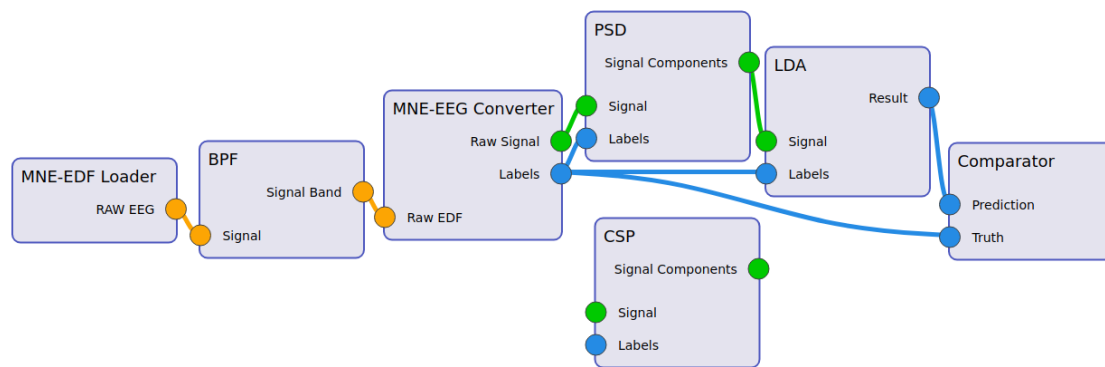 MNE-EDF Loader
RAW EEG
BPF
Signal Band
Signal
MNE-EEG Converter
Raw Signal
Labels
Raw EDF
PSD
Signal Components
Signal
Labels
CSP
Signal Components
Signal
Labels
LDA
Result
Signal
Labels
Comparator
Prediction
Truth